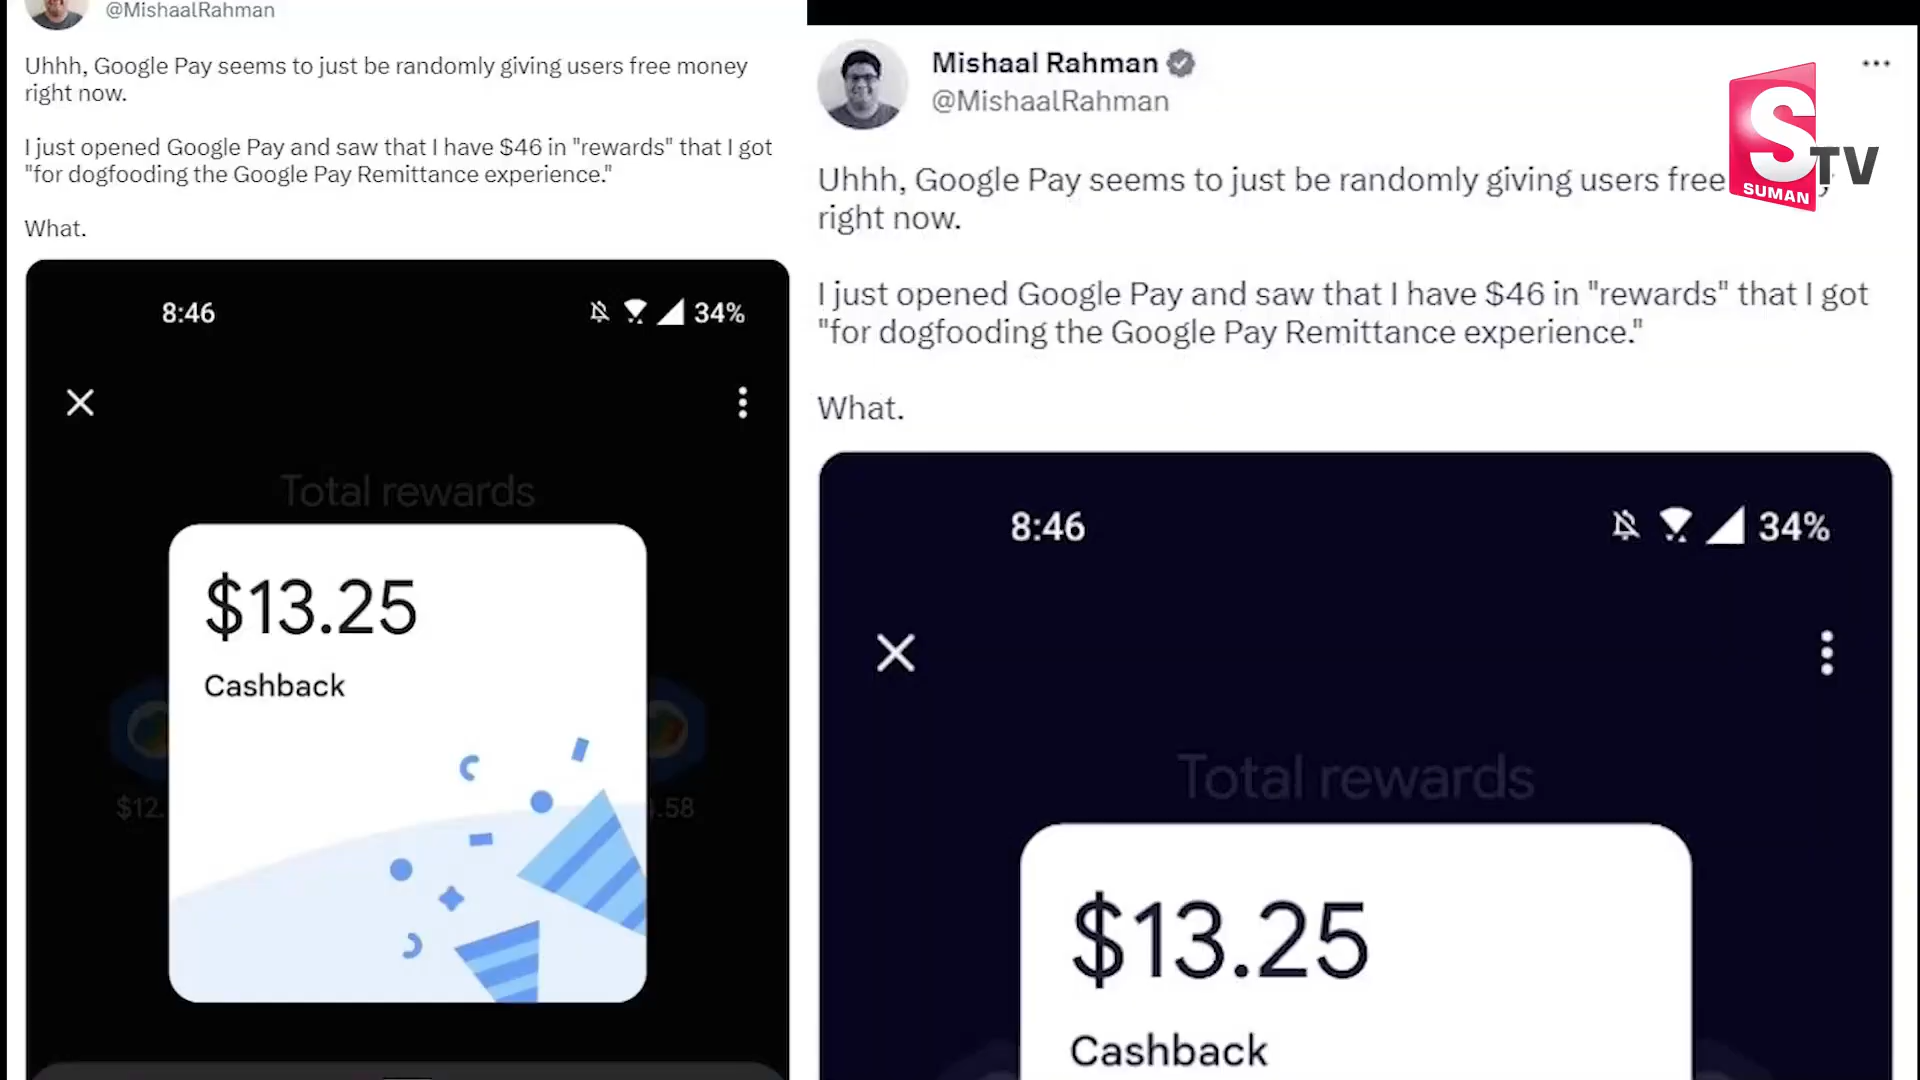 @MishaalRahman
Uhhh, Google Pay seems to just be randomly giving users free money
right now.
I just opened Google Pay and saw that I have $46 in "rewards" that I got
"for dogfooding the Google Pay Remittance experience."
What.
8:46
34%
Total rewards
$13.25
Cashback
$12.
.58
Mishaal Rahman
@MishaalRahman
Uhhh, Google Pay seems to just be randomly giving users free
right now.
I just opened Google Pay and saw that I have $46 in "rewards" that I got
"for dogfooding the Google Pay Remittance experience."
What.
8:46
34%
Total rewards
$13.25
Cashback
S
TV
SUMAN